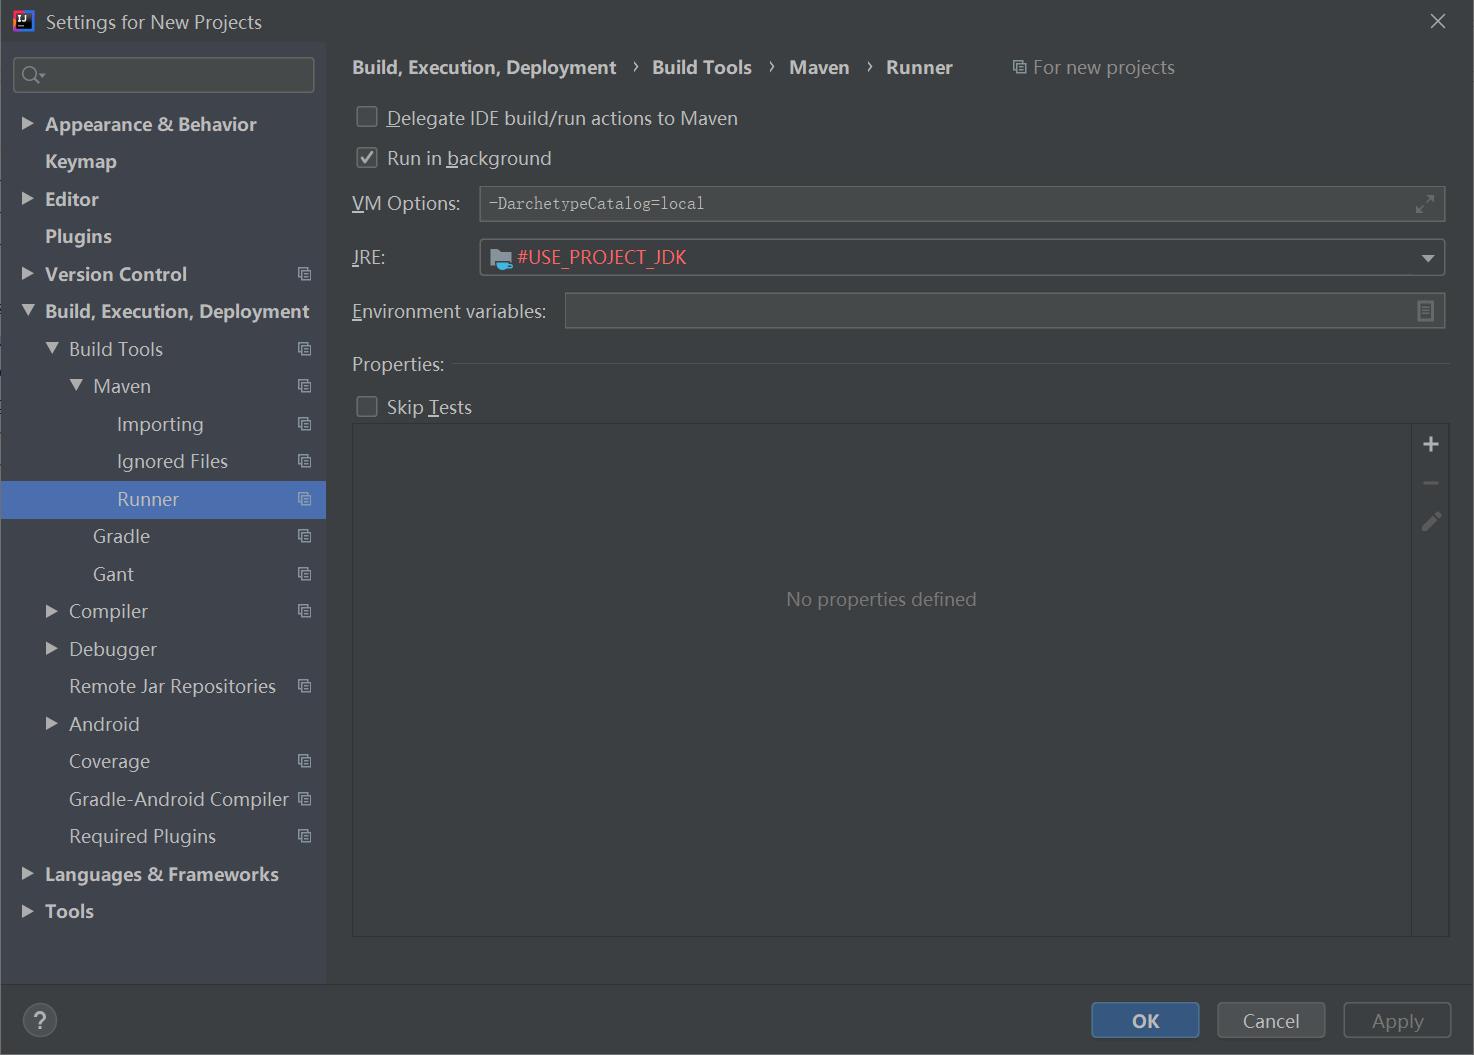 Settings for New Projects
Appearance & Behavior
Keymap
Editor
Plugins
Version Control
Build, Execution, Deployment
Build Tools
Maven
Importing
Ignored Files
Runner
Gradle
Gant
Compiler
Debugger
Remote Jar Repositories
Android
Coverage
Gradle-Android Compiler
Required Plugins
Languages & Frameworks
Tools
Build, Execution, Deployment › Build Tools › Maven › Runner For new projects
Delegate IDE build/run actions to Maven
Run in background
VM Options: -DarchetypeCatalog=local
JRE: #USE_PROJECT_JDK
Environment variables:
Properties:
Skip Tests
No properties defined
? OK Cancel Apply